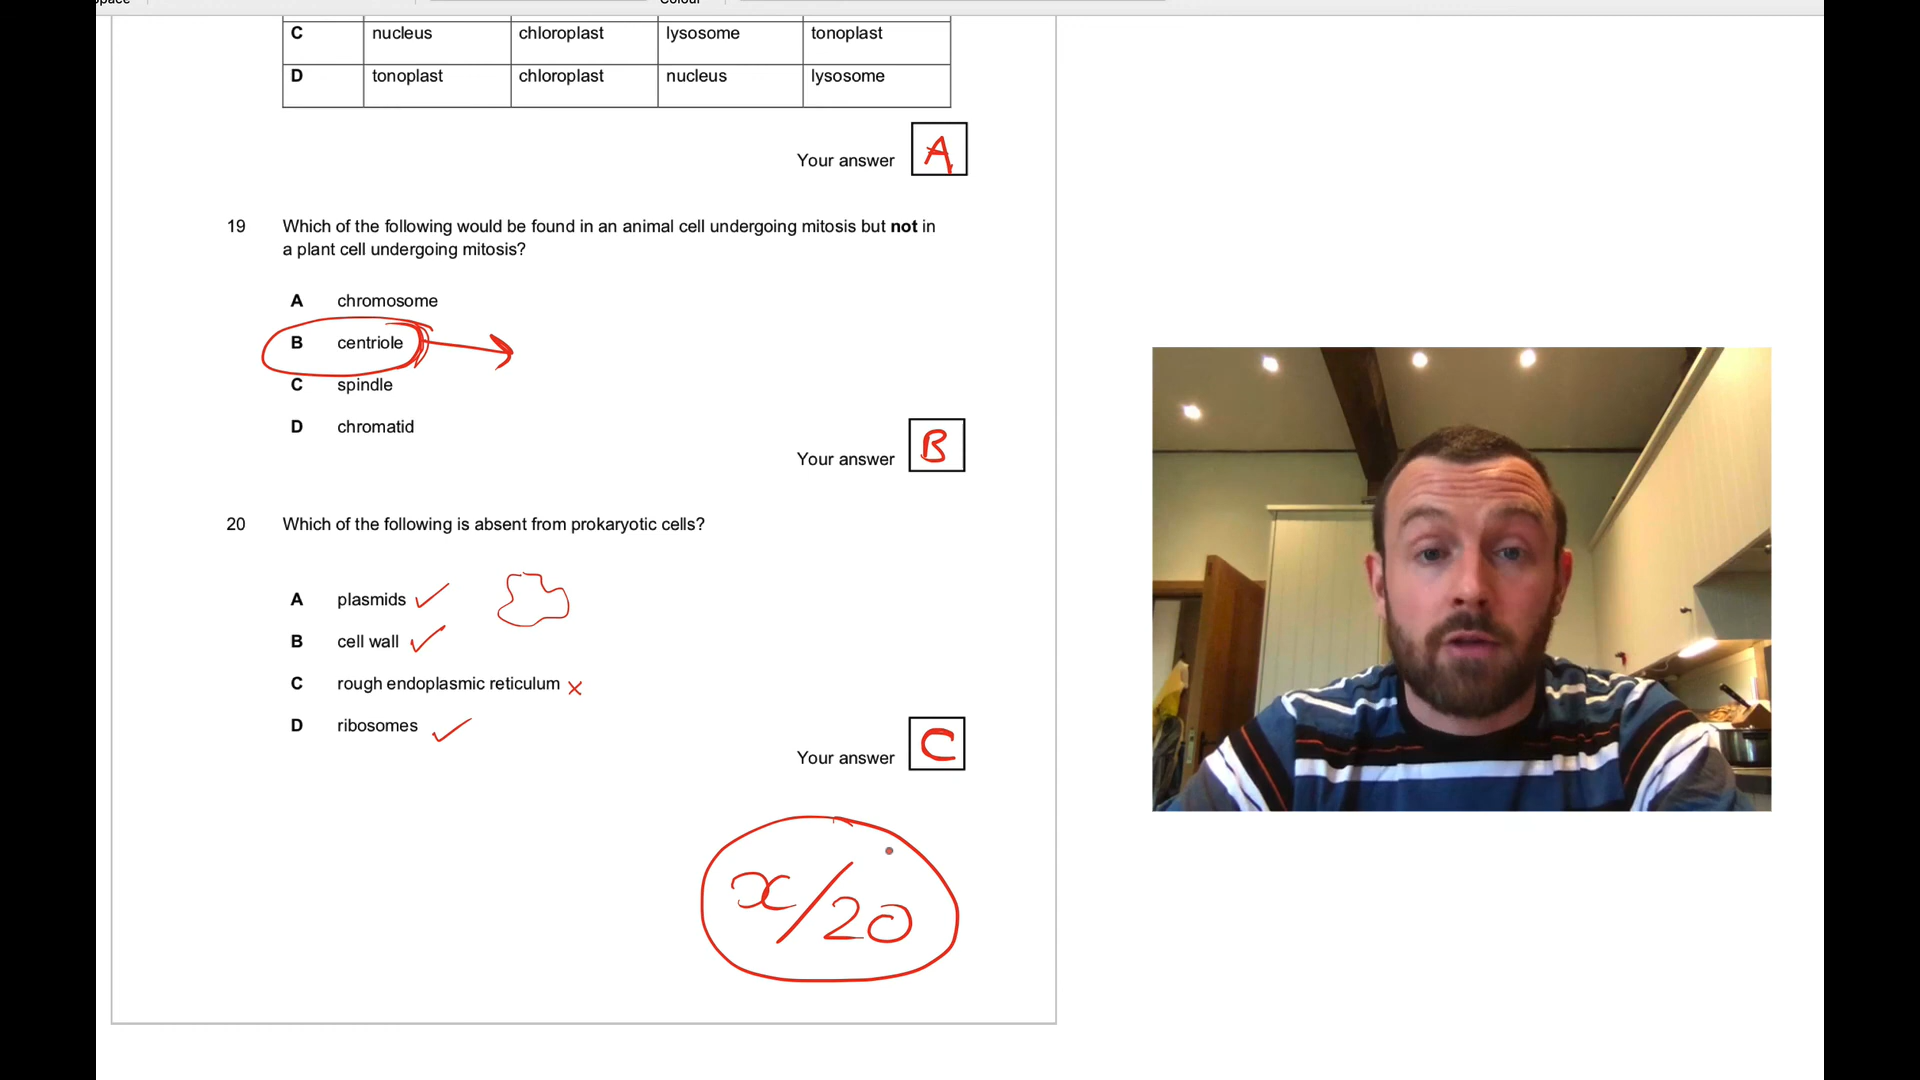 Colour
C nucleus chloroplast lysosome tonoplast
D tonoplast chloroplast nucleus lysosome
Your answer A
19 Which of the following would be found in an animal cell undergoing mitosis but not in
a plant cell undergoing mitosis?
A chromosome
B centriole
C spindle
D chromatid
Your answer B
20 Which of the following is absent from prokaryotic cells?
A plasmids
B cell wall
C rough endoplasmic reticulum
D ribosomes
Your answer C
x/20